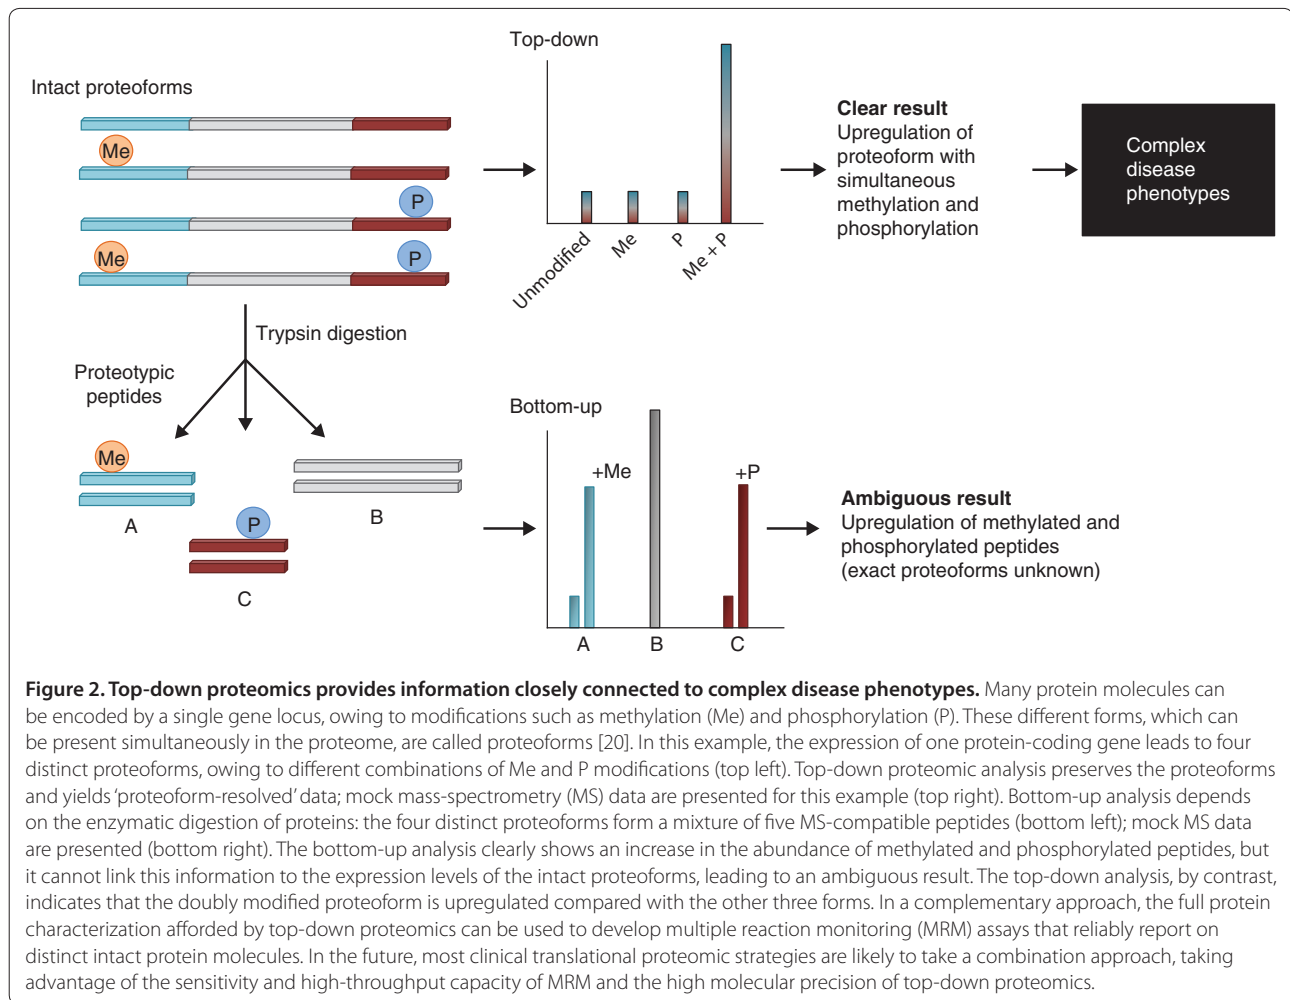 Intact proteoforms
Me
P
Me
P
Top-down
Unmodified
Me
P
Me + P
Clear result
Upregulation of
proteoform with
simultaneous
methylation and
phosphorylation
Complex
disease
phenotypes
Trypsin digestion
Proteotypic
peptides
Me
A
P
C
B
Bottom-up
+Me
+P
A
B
C
Ambiguous result
Upregulation of methylated and
phosphorylated peptides
(exact proteoforms unknown)
Figure 2. Top-down proteomics provides information closely connected to complex disease phenotypes. Many protein molecules can
be encoded by a single gene locus, owing to modifications such as methylation (Me) and phosphorylation (P). These different forms, which can
be present simultaneously in the proteome, are called proteoforms [20]. In this example, the expression of one protein-coding gene leads to four
distinct proteoforms, owing to different combinations of Me and P modifications (top left). Top-down proteomic analysis preserves the proteoforms
and yields ‘proteoform-resolved’ data; mock mass-spectrometry (MS) data are presented for this example (top right). Bottom-up analysis depends
on the enzymatic digestion of proteins: the four distinct proteoforms form a mixture of five MS-compatible peptides (bottom left); mock MS data
are presented (bottom right). The bottom-up analysis clearly shows an increase in the abundance of methylated and phosphorylated peptides, but
it cannot link this information to the expression levels of the intact proteoforms, leading to an ambiguous result. The top-down analysis, by contrast,
indicates that the doubly modified proteoform is upregulated compared with the other three forms. In a complementary approach, the full protein
characterization afforded by top-down proteomics can be used to develop multiple reaction monitoring (MRM) assays that reliably report on
distinct intact protein molecules. In the future, most clinical translational proteomic strategies are likely to take a combination approach, taking
advantage of the sensitivity and high-throughput capacity of MRM and the high molecular precision of top-down proteomics.